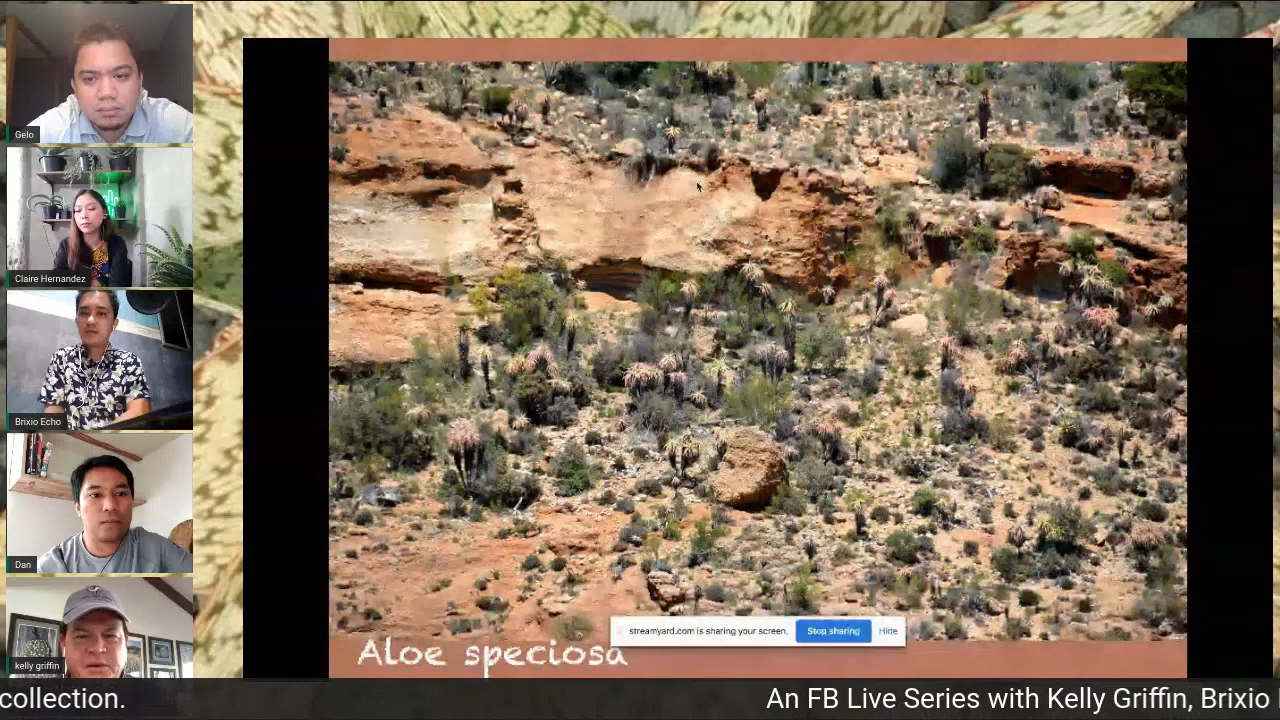 Gelo
Claire Hernandez
Brixio Echo
Dan
kelly griffin
streamyard.com is sharing your screen. Stop sharing Hide
Aloe speciosa
collection. An FB Live Series with Kelly Griffin, Brixio